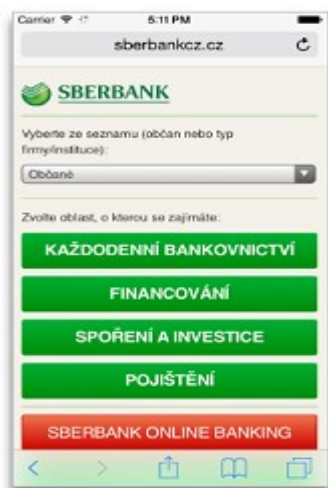 Carrier 5:11 PM
sberbankcz.cz
SBERBANK
Vyberte ze seznamu (občan nebo typ
firmy/instituce):
Občané
Zvolte oblast, o kterou se zajímáte:
KAŽDODENNÍ BANKOVNICTVÍ
FINANCOVÁNÍ
SPOŘENÍ A INVESTICE
POJIŠTĚNÍ
SBERBANK ONLINE BANKING